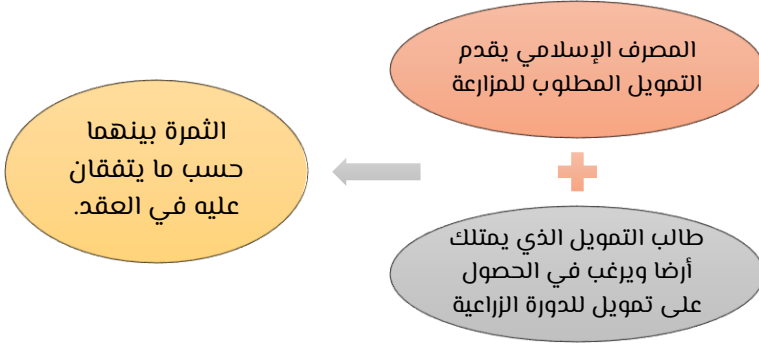 المصرف الإسلامي يقدم
التمويل المطلوب للمزارعة
طالب التمويل الذي يمتلك
أرضا ويرغب في الحصول
على تمويل للدورة الزراعية
الثمرة بينهما
حسب ما يتفقان
عليه في العقد.